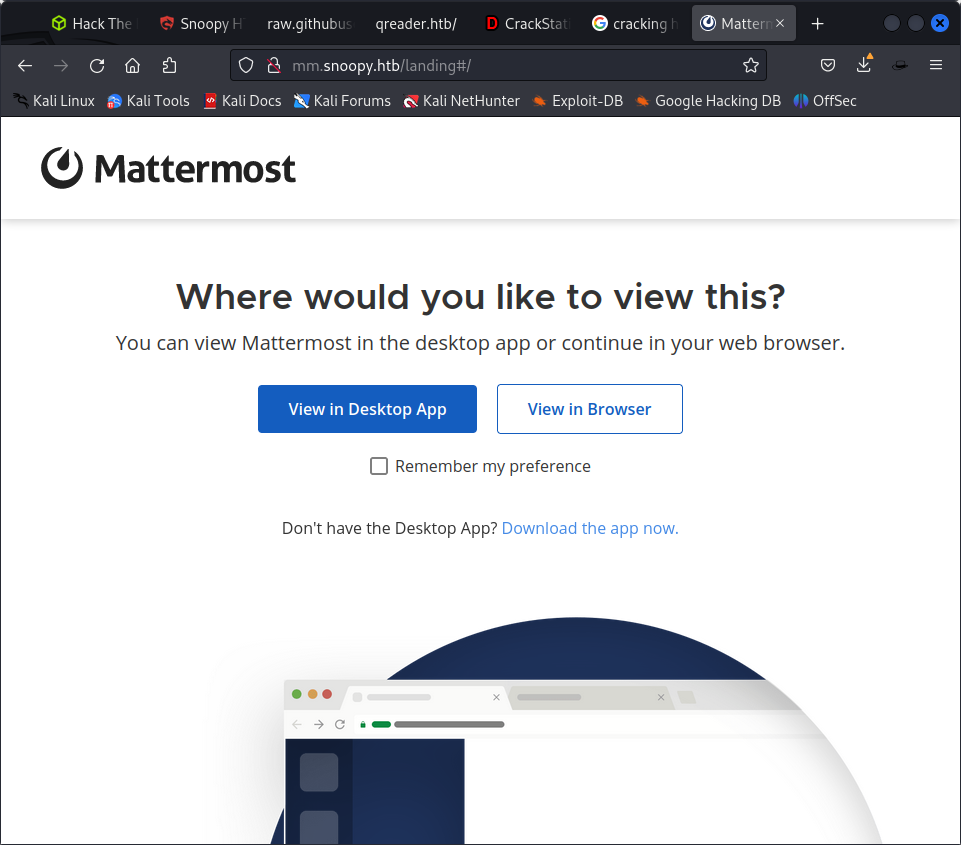 Hack The
Snoopy H
raw.githubus
qreader.htb/
CrackStati
cracking h
Matterm
mm.snoopy.htb/landing#/
Kali Linux
Kali Tools
Kali Docs
Kali Forums
Kali NetHunter
Exploit-DB
Google Hacking DB
OffSec
Mattermost
Where would you like to view this?
You can view Mattermost in the desktop app or continue in your web browser.
View in Desktop App
View in Browser
Remember my preference
Don't have the Desktop App? Download the app now.